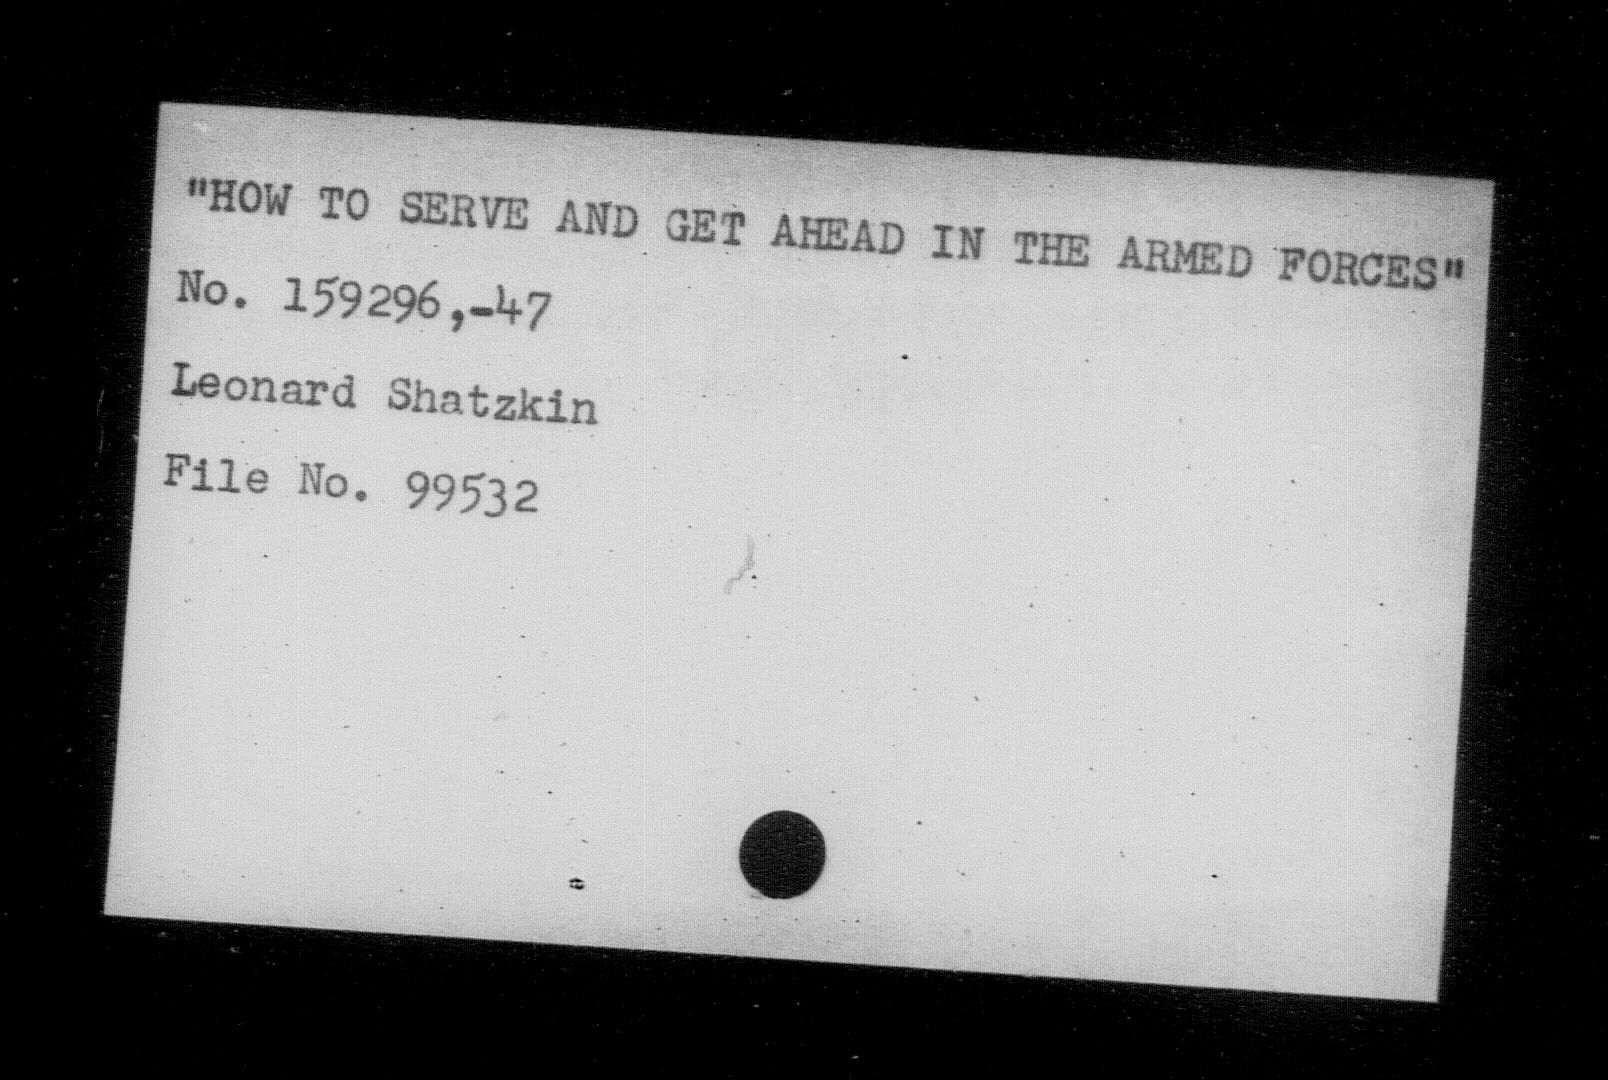 "HOW TO SERVE AND GET AHEAD IN THE ARMED FORCES"
No. 159296,-47
Leonard Shatzkin
File No. 99532